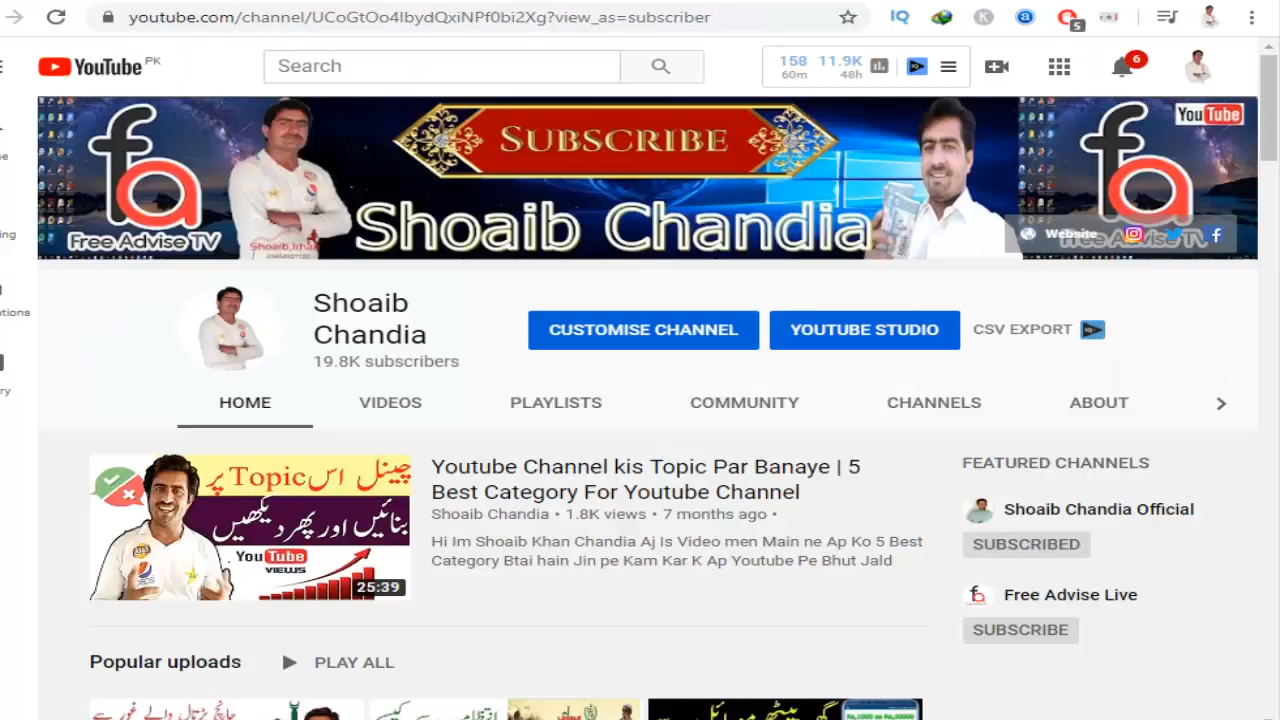 youtube.com/channel/UCoGtOo4IbydQxiNPf0bi2Xg?view_as=subscriber
5
YouTube PK
Search
158 11.9K
60m 48h
6
fa
Free Advise TV
SUBSCRIBE
Shoaib Chandia
You Tube
Free Advise TV
Website
Shoaib
Chandia
19.8K subscribers
CUSTOMISE CHANNEL
YOUTUBE STUDIO
CSV EXPORT
HOME
VIDEOS
PLAYLISTS
COMMUNITY
CHANNELS
ABOUT
چینل اس Topic پر
بنائیں اور پھر دیکھیں
You Tube
VIEWS
25:39
Youtube Channel kis Topic Par Banaye | 5
Best Category For Youtube Channel
Shoaib Chandia • 1.8K views • 7 months ago •
Hi Im Shoaib Khan Chandia Aj Is Video men Main ne Ap Ko 5 Best
Category Btai hain Jin pe Kam Kar K Ap Youtube Pe Bhut Jald
FEATURED CHANNELS
Shoaib Chandia Official
SUBSCRIBED
Free Advise Live
SUBSCRIBE
Popular uploads
PLAY ALL